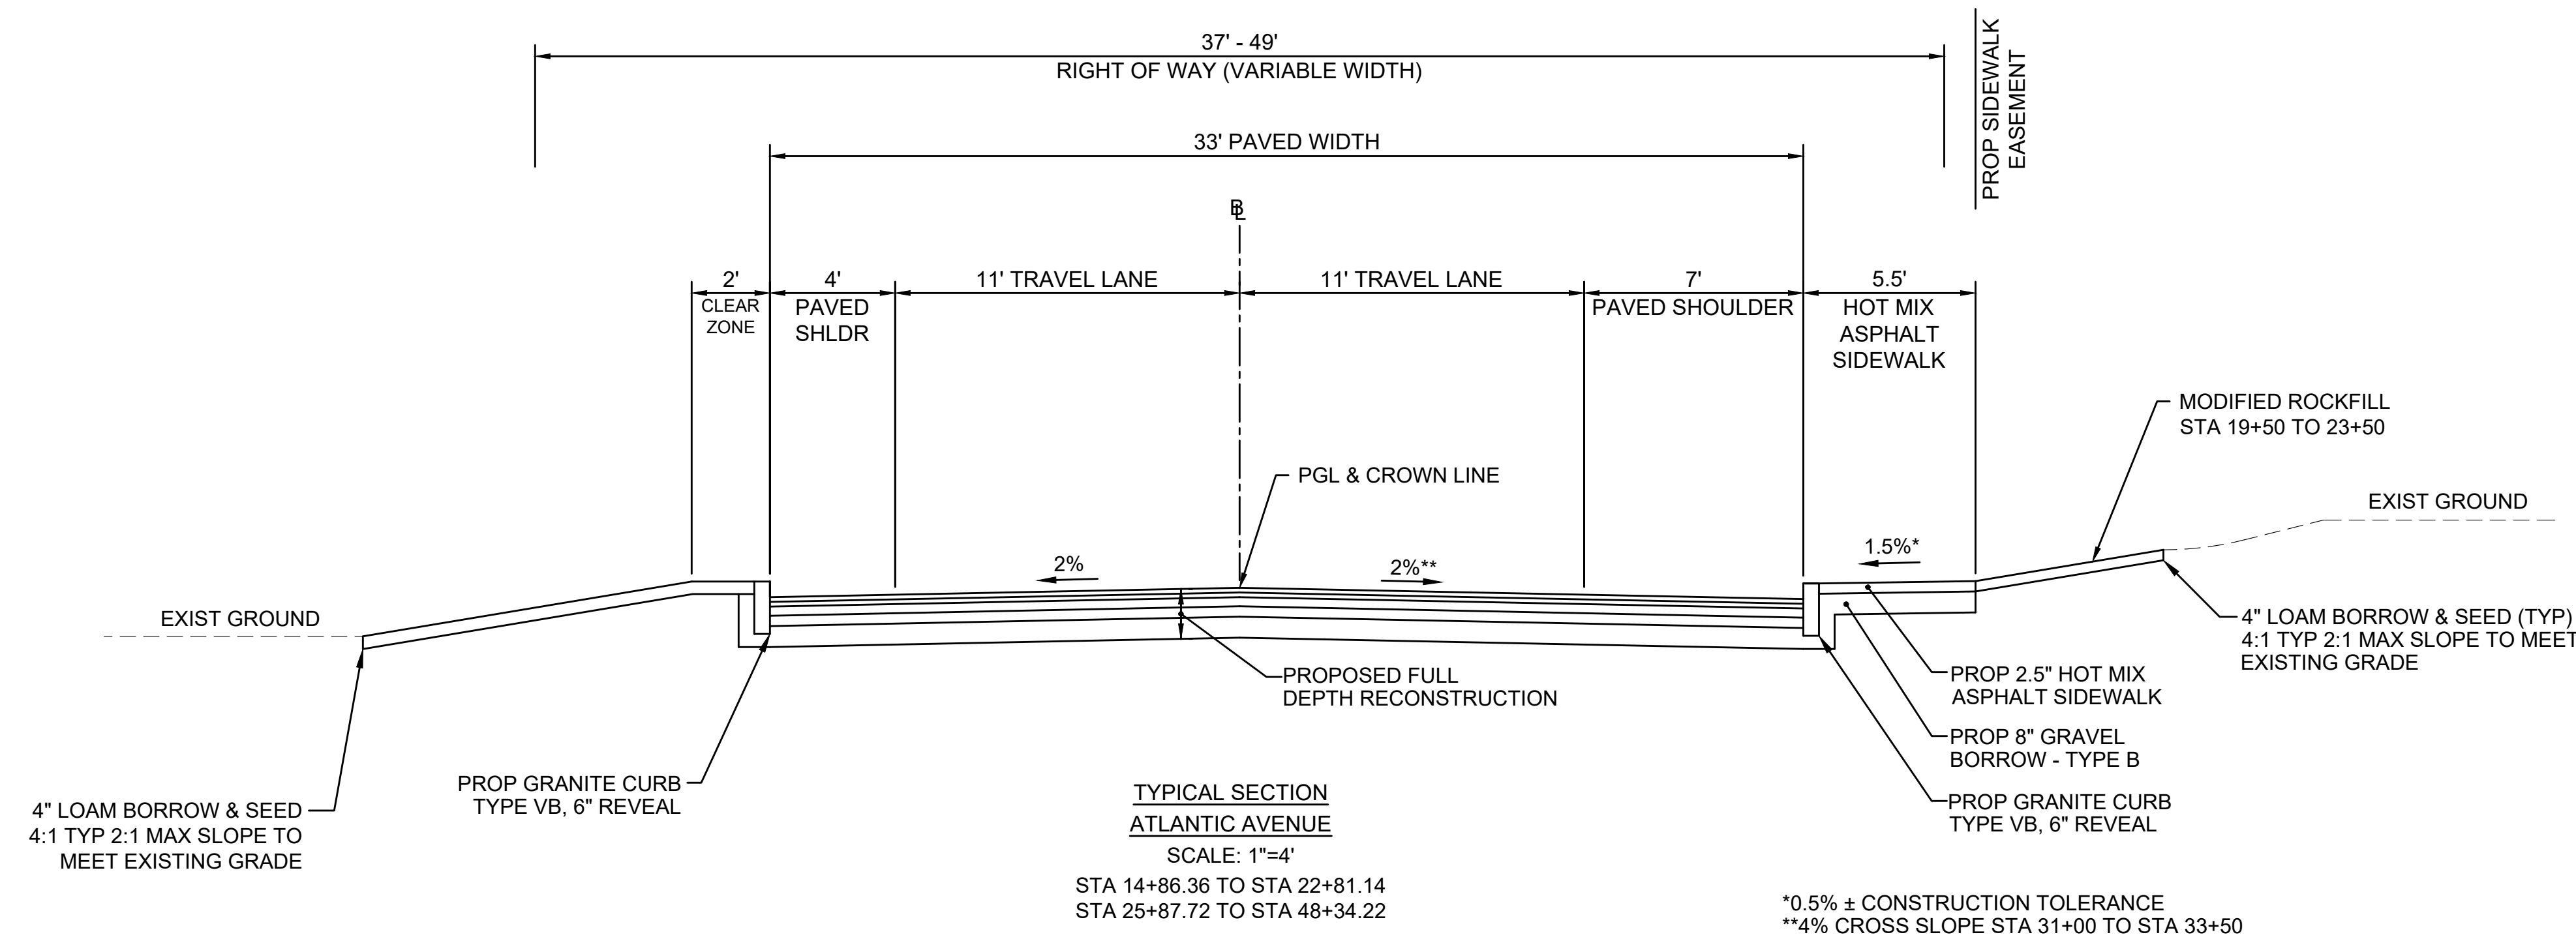 37' - 49'
RIGHT OF WAY (VARIABLE WIDTH)
PROP SIDEWALK
EASEMENT
33' PAVED WIDTH
BL
2'
CLEAR
ZONE
4'
PAVED
SHLDR
11' TRAVEL LANE
11' TRAVEL LANE
7'
PAVED SHOULDER
5.5'
HOT MIX
ASPHALT
SIDEWALK
MODIFIED ROCKFILL
STA 19+50 TO 23+50
PGL & CROWN LINE
EXIST GROUND
2%
2%**
1.5%*
EXIST GROUND
4" LOAM BORROW & SEED (TYP)
4:1 TYP 2:1 MAX SLOPE TO MEET
EXISTING GRADE
PROPOSED FULL
DEPTH RECONSTRUCTION
PROP 2.5" HOT MIX
ASPHALT SIDEWALK
PROP 8" GRAVEL
BORROW - TYPE B
PROP GRANITE CURB
TYPE VB, 6" REVEAL
PROP GRANITE CURB
TYPE VB, 6" REVEAL
4" LOAM BORROW & SEED
4:1 TYP 2:1 MAX SLOPE TO
MEET EXISTING GRADE
TYPICAL SECTION
ATLANTIC AVENUE
SCALE: 1"=4'
STA 14+86.36 TO STA 22+81.14
STA 25+87.72 TO STA 48+34.22
*0.5% ± CONSTRUCTION TOLERANCE
**4% CROSS SLOPE STA 31+00 TO STA 33+50